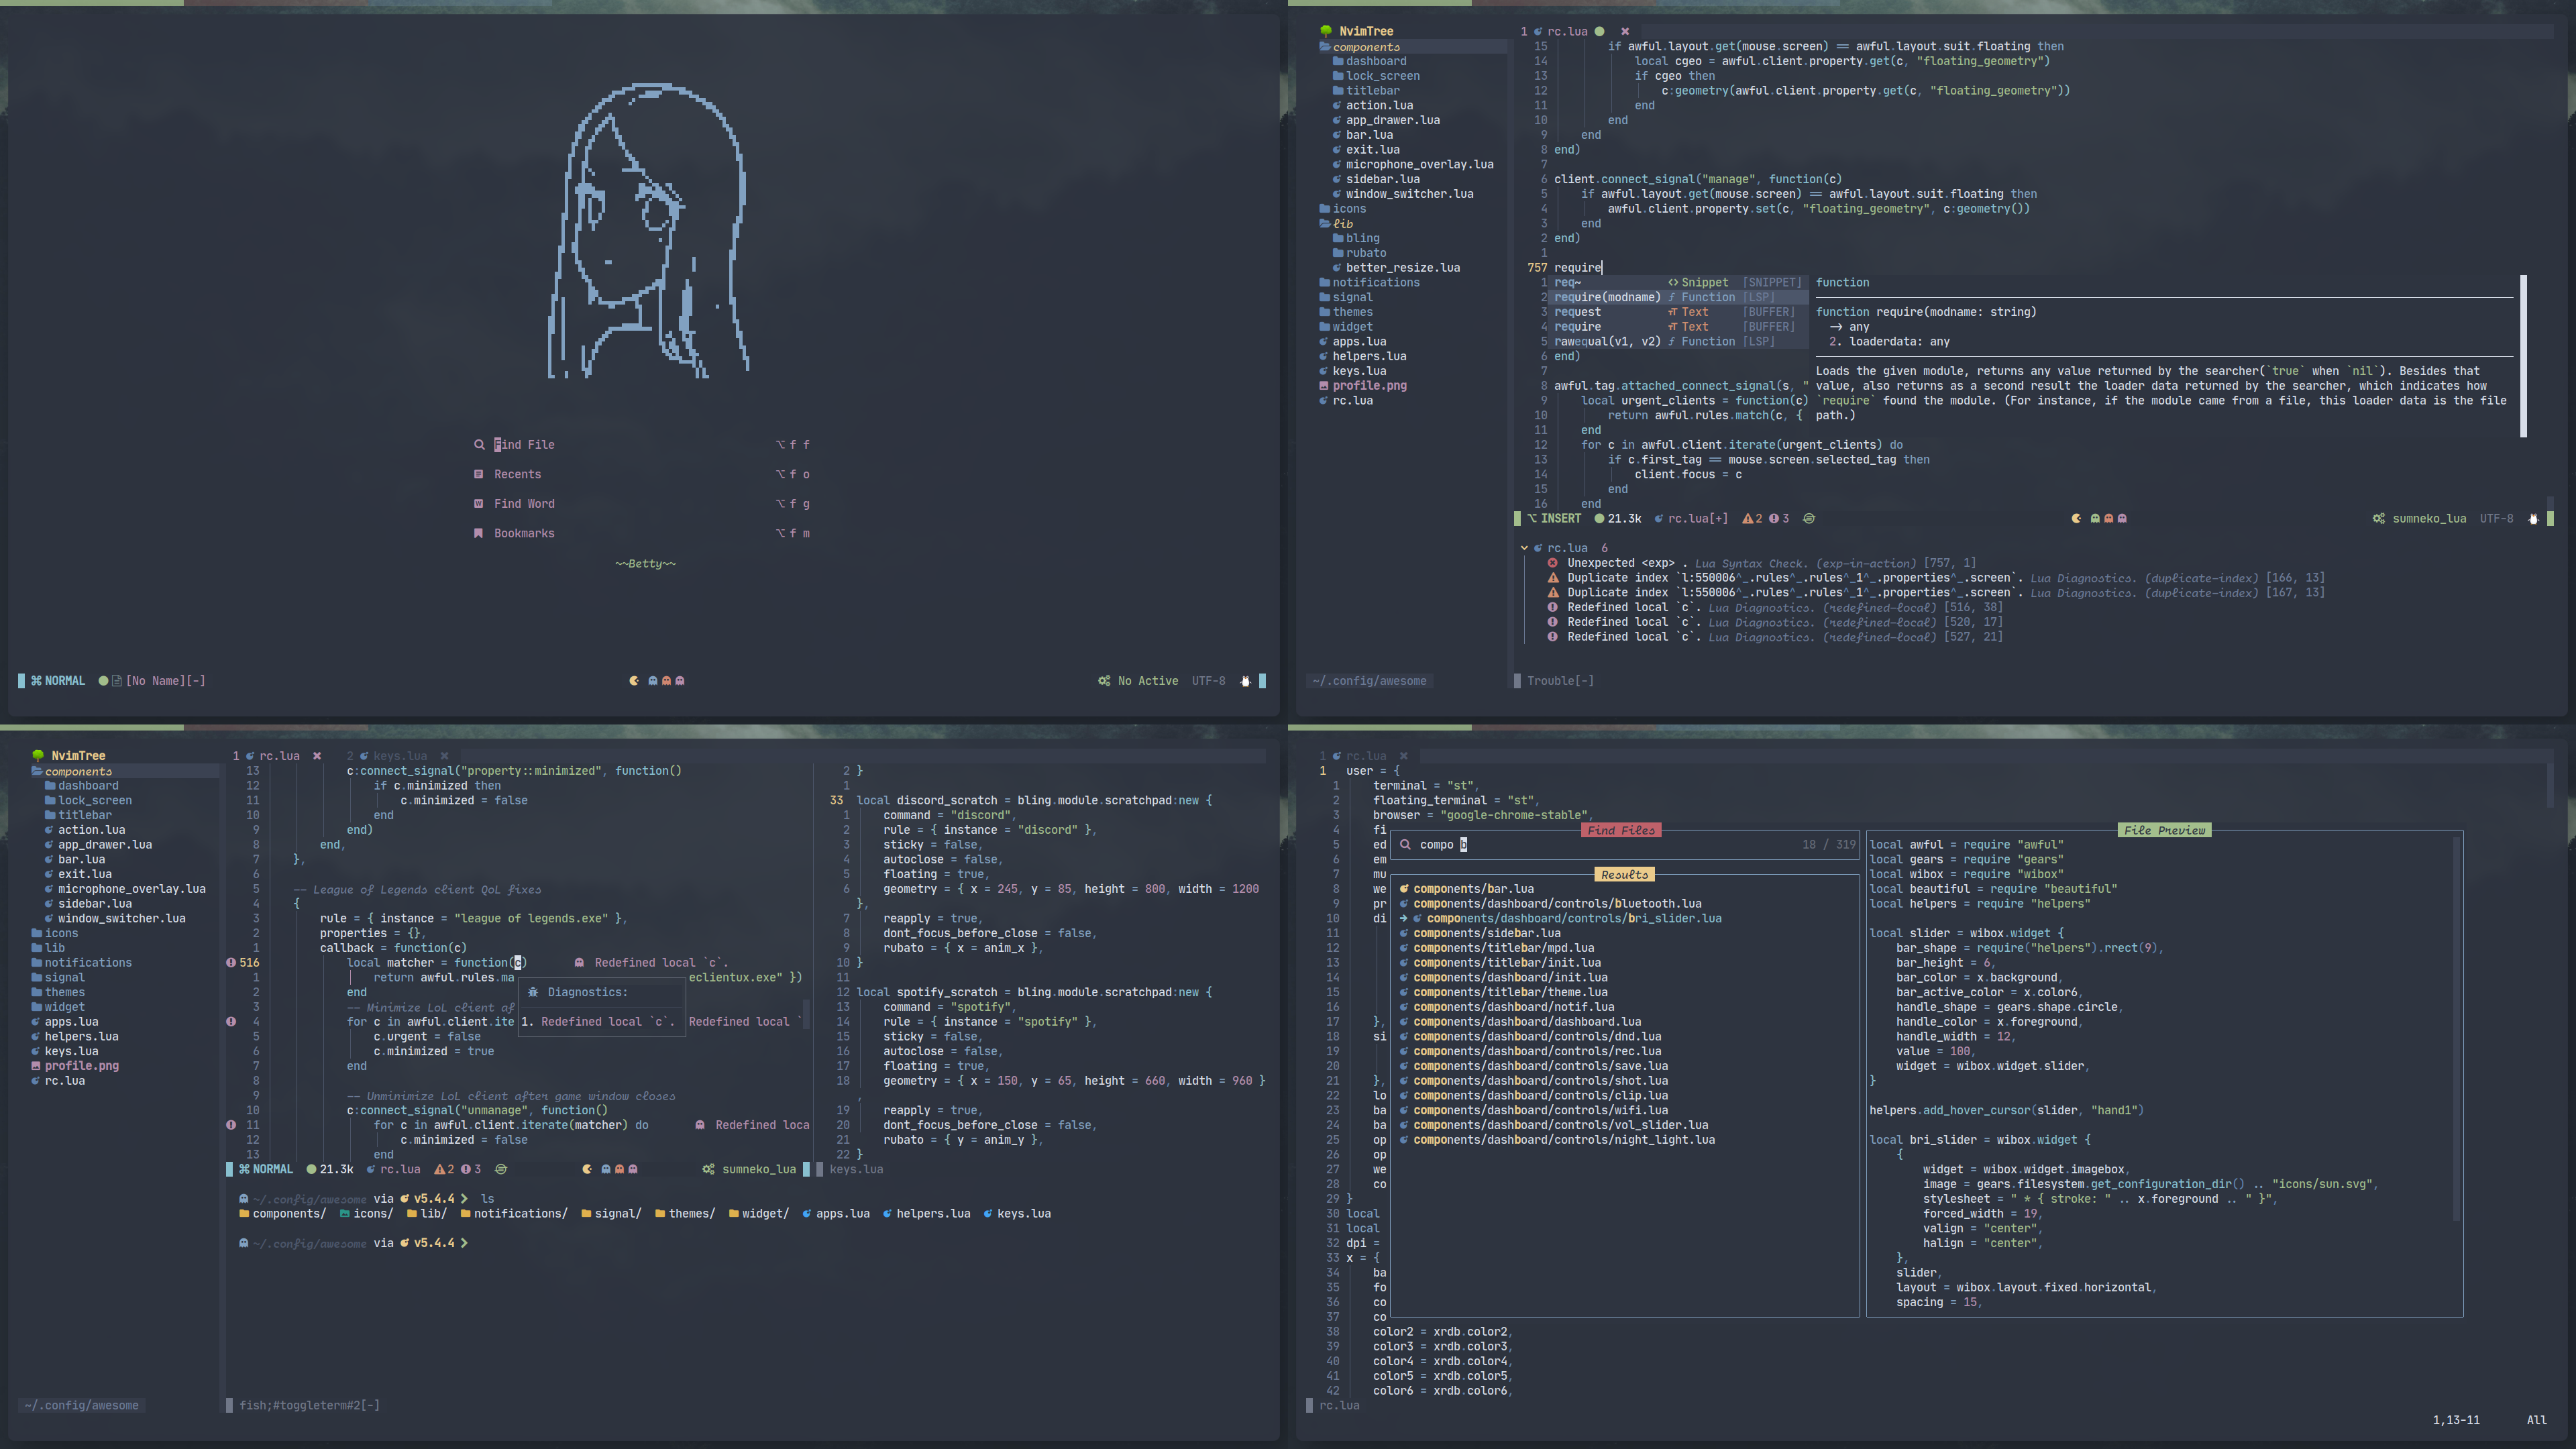 Find File ⌥ f f
Recents ⌥ f o
Find Word ⌥ f g
Bookmarks ⌥ f m
~~Betty~~
⌘ NORMAL [No Name][-] No Active UTF-8
NvimTree
components
dashboard
lock_screen
titlebar
action.lua
app_drawer.lua
bar.lua
exit.lua
microphone_overlay.lua
sidebar.lua
window_switcher.lua
icons
lib
bling
rubato
better_resize.lua
notifications
signal
themes
widget
apps.lua
helpers.lua
keys.lua
profile.png
rc.lua
~/.config/awesome
1 rc.lua
15 if awful.layout.get(mouse.screen) == awful.layout.suit.floating then
14 local cgeo = awful.client.property.get(c, "floating_geometry")
13 if cgeo then
12 c:geometry(awful.client.property.get(c, "floating_geometry"))
11 end
10 end
9 end
8 end)
7
6 client.connect_signal("manage", function(c)
5 if awful.layout.get(mouse.screen) == awful.layout.suit.floating then
4 awful.client.property.set(c, "floating_geometry", c:geometry())
3 end
2 end)
1
757 require
1 req~ Snippet [SNIPPET]
2 require(modname) Function [LSP]
3 request Text [BUFFER]
4 require Text [BUFFER]
5 rawequal(v1, v2) Function [LSP]
function
function require(modname: string)
-> any
2. loaderdata: any
Loads the given module, returns any value returned by the searcher(`true` when `nil`). Besides that
value, also returns as a second result the loader data returned by the searcher, which indicates how
`require` found the module. (For instance, if the module came from a file, this loader data is the file
path.)
6 end)
7
8 awful.tag.attached_connect_signal(s, "
9 local urgent_clients = function(c)
10 return awful.rules.match(c, {
11 end
12 for c in awful.client.iterate(urgent_clients) do
13 if c.first_tag == mouse.screen.selected_tag then
14 client.focus = c
15 end
16 end
⌥ INSERT 21.3k rc.lua[+] 2 3 sumneko_lua UTF-8
rc.lua 6
Unexpected <exp> . Lua Syntax Check. (exp-in-action) [757, 1]
Duplicate index `l:550006^_.rules^_.rules^_1^_.properties^_.screen`. Lua Diagnostics. (duplicate-index) [166, 13]
Duplicate index `l:550006^_.rules^_.rules^_1^_.properties^_.screen`. Lua Diagnostics. (duplicate-index) [167, 13]
Redefined local `c`. Lua Diagnostics. (redefined-local) [516, 38]
Redefined local `c`. Lua Diagnostics. (redefined-local) [520, 17]
Redefined local `c`. Lua Diagnostics. (redefined-local) [527, 21]
Trouble[-]
NvimTree
components
dashboard
lock_screen
titlebar
action.lua
app_drawer.lua
bar.lua
exit.lua
microphone_overlay.lua
sidebar.lua
window_switcher.lua
icons
lib
notifications
signal
themes
widget
apps.lua
helpers.lua
keys.lua
profile.png
rc.lua
~/.config/awesome
1 rc.lua 2 keys.lua
13 c:connect_signal("property::minimized", function()
12 if c.minimized then
11 c.minimized = false
10 end
9 end)
8 end,
7 },
6
5 -- League of Legends client QoL fixes
4 {
3 rule = { instance = "league of legends.exe" },
2 properties = {},
1 callback = function(c)
516 local matcher = function(c) Redefined local `c`.
1 return awful.rules.ma eclientux.exe" })
2 end
Diagnostics:
3 -- Minimize LoL client af
4 for c in awful.client.ite Redefined local `
1. Redefined local `c`.
5 c.urgent = false
6 c.minimized = true
7 end
8
9 -- Unminimize LoL client after game window closes
10 c:connect_signal("unmanage", function()
11 for c in awful.client.iterate(matcher) do Redefined loca
12 c.minimized = false
13 end
2 }
1
33 local discord_scratch = bling.module.scratchpad:new {
1 command = "discord",
2 rule = { instance = "discord" },
3 sticky = false,
4 autoclose = false,
5 floating = true,
6 geometry = { x = 245, y = 85, height = 800, width = 1200
},
7 reapply = true,
8 dont_focus_before_close = false,
9 rubato = { x = anim_x },
10 }
11
12 local spotify_scratch = bling.module.scratchpad:new {
13 command = "spotify",
14 rule = { instance = "spotify" },
15 sticky = false,
16 autoclose = false,
17 floating = true,
18 geometry = { x = 150, y = 65, height = 660, width = 960 }
,
19 reapply = true,
20 dont_focus_before_close = false,
21 rubato = { y = anim_y },
22 }
⌘ NORMAL 21.3k rc.lua 2 3 sumneko_lua keys.lua
~/.config/awesome via v5.4.4 ❯ ls
components/ icons/ lib/ notifications/ signal/ themes/ widget/ apps.lua helpers.lua keys.lua
~/.config/awesome via v5.4.4 ❯
fish;#toggleterm#2[-]
1 rc.lua
1 user = {
1 terminal = "st",
2 floating_terminal = "st",
3 browser = "google-chrome-stable",
4 fi
5 ed
6 em
7 mu
8 we
9 pr
10 di
11
12
13
14
15
16
17 },
18 si
19
20
21 },
22 lo
23 ba
24 ba
25 op
26 op
27 we
28 co
29 }
30 local
31 local
32 dpi =
33 x = {
34 ba
35 fo
36 co
37 co
38 color2 = xrdb.color2,
39 color3 = xrdb.color3,
40 color4 = xrdb.color4,
41 color5 = xrdb.color5,
42 color6 = xrdb.color6,
Find Files
compo b 18 / 319
Results
components/bar.lua
components/dashboard/controls/bluetooth.lua
components/dashboard/controls/bri_slider.lua
components/sidebar.lua
components/titlebar/mpd.lua
components/titlebar/init.lua
components/dashboard/init.lua
components/titlebar/theme.lua
components/dashboard/notif.lua
components/dashboard/dashboard.lua
components/dashboard/controls/dnd.lua
components/dashboard/controls/rec.lua
components/dashboard/controls/save.lua
components/dashboard/controls/shot.lua
components/dashboard/controls/clip.lua
components/dashboard/controls/wifi.lua
components/dashboard/controls/vol_slider.lua
components/dashboard/controls/night_light.lua
File Preview
local awful = require "awful"
local gears = require "gears"
local wibox = require "wibox"
local beautiful = require "beautiful"
local helpers = require "helpers"
local slider = wibox.widget {
bar_shape = require("helpers").rrect(9),
bar_height = 6,
bar_color = x.background,
bar_active_color = x.color6,
handle_shape = gears.shape.circle,
handle_color = x.foreground,
handle_width = 12,
value = 100,
widget = wibox.widget.slider,
}
helpers.add_hover_cursor(slider, "hand1")
local bri_slider = wibox.widget {
{
widget = wibox.widget.imagebox,
image = gears.filesystem.get_configuration_dir() .. "icons/sun.svg",
stylesheet = " * { stroke: " .. x.foreground .. " }",
forced_width = 19,
valign = "center",
halign = "center",
},
slider,
layout = wibox.layout.fixed.horizontal,
spacing = 15,
rc.lua
1,13-11 All